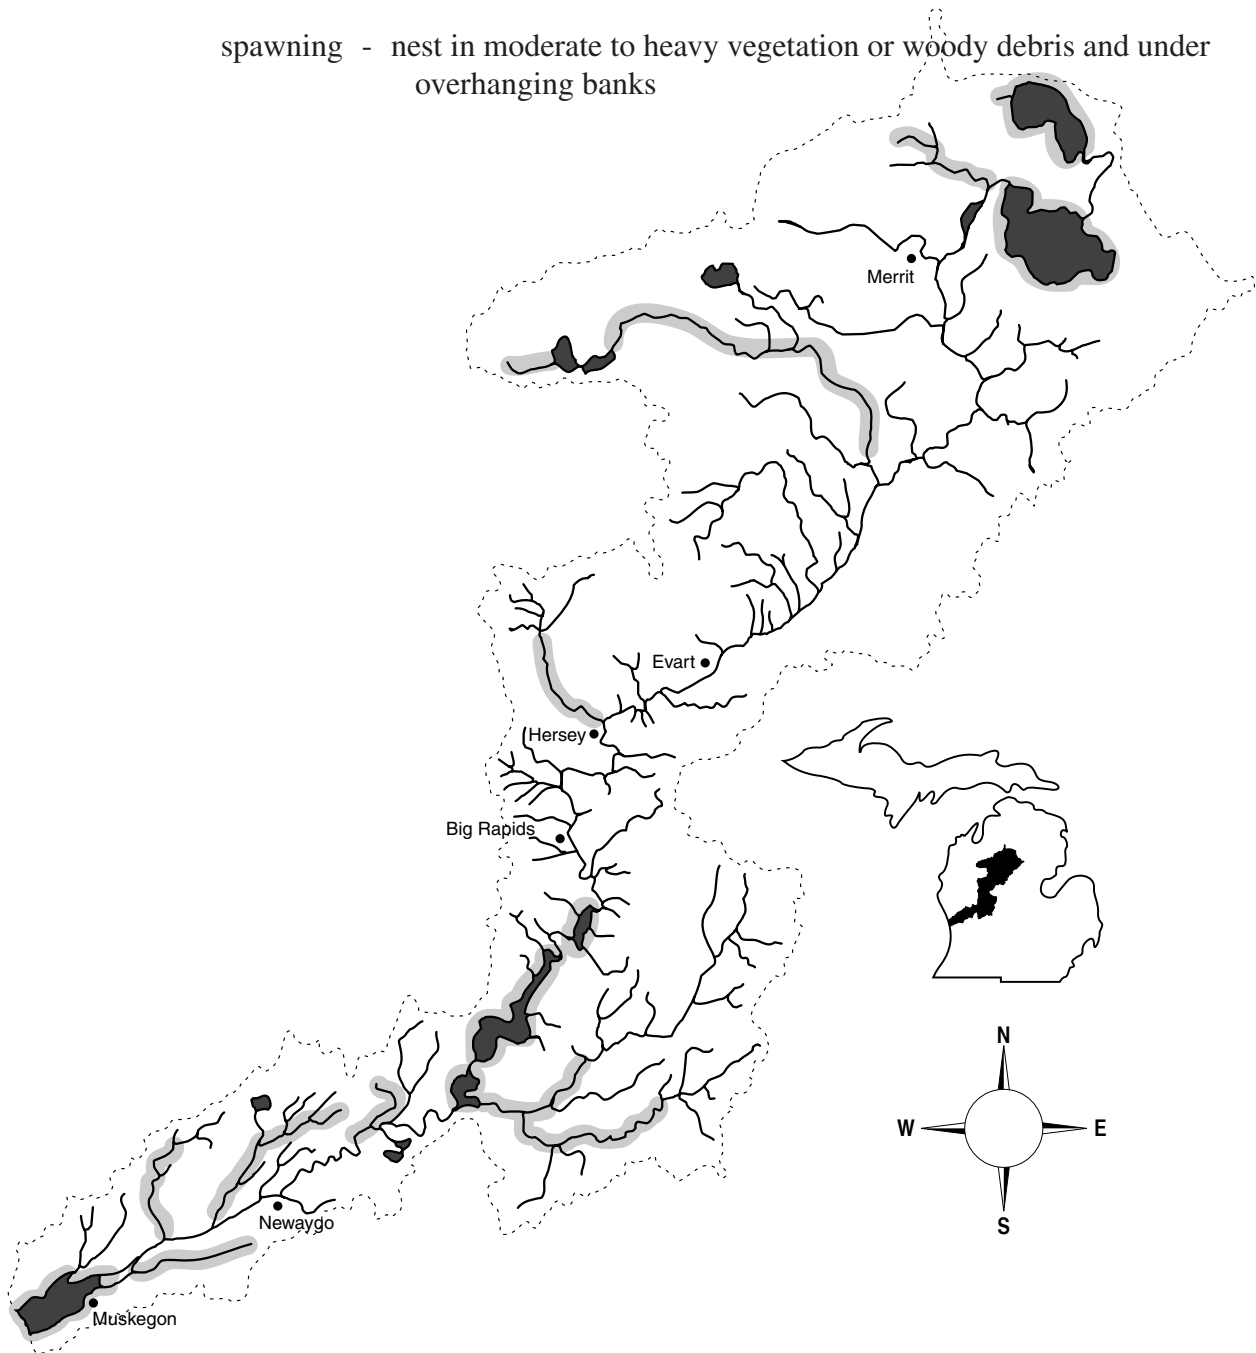 spawning - nest in moderate to heavy vegetation or woody debris and under
overhanging banks
Merrit
Evart
Hersey
Big Rapids
N
W
E
S
Newaygo
Muskegon